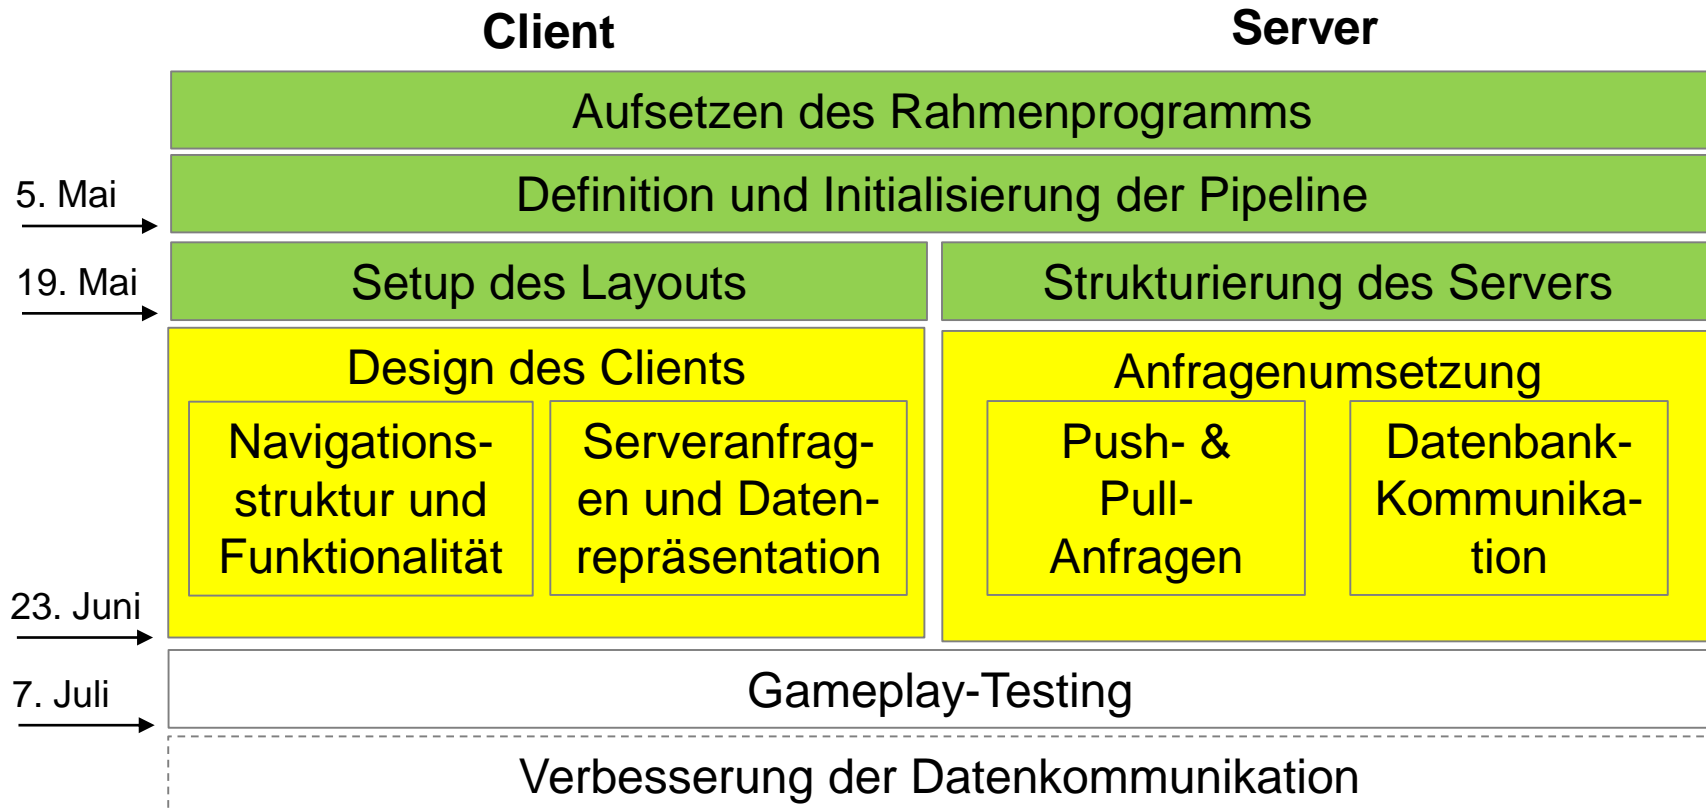 Client
Server
Aufsetzen des Rahmenprogramms
5. Mai
Definition und Initialisierung der Pipeline
19. Mai
Setup des Layouts
Strukturierung des Servers
Design des Clients
Navigations-
struktur und
Funktionalität
Serveranfrag-
en und Daten-
repräsentation
Anfragenumsetzung
Push- &
Pull-
Anfragen
Datenbank-
Kommunika-
tion
23. Juni
7. Juli
Gameplay-Testing
Verbesserung der Datenkommunikation